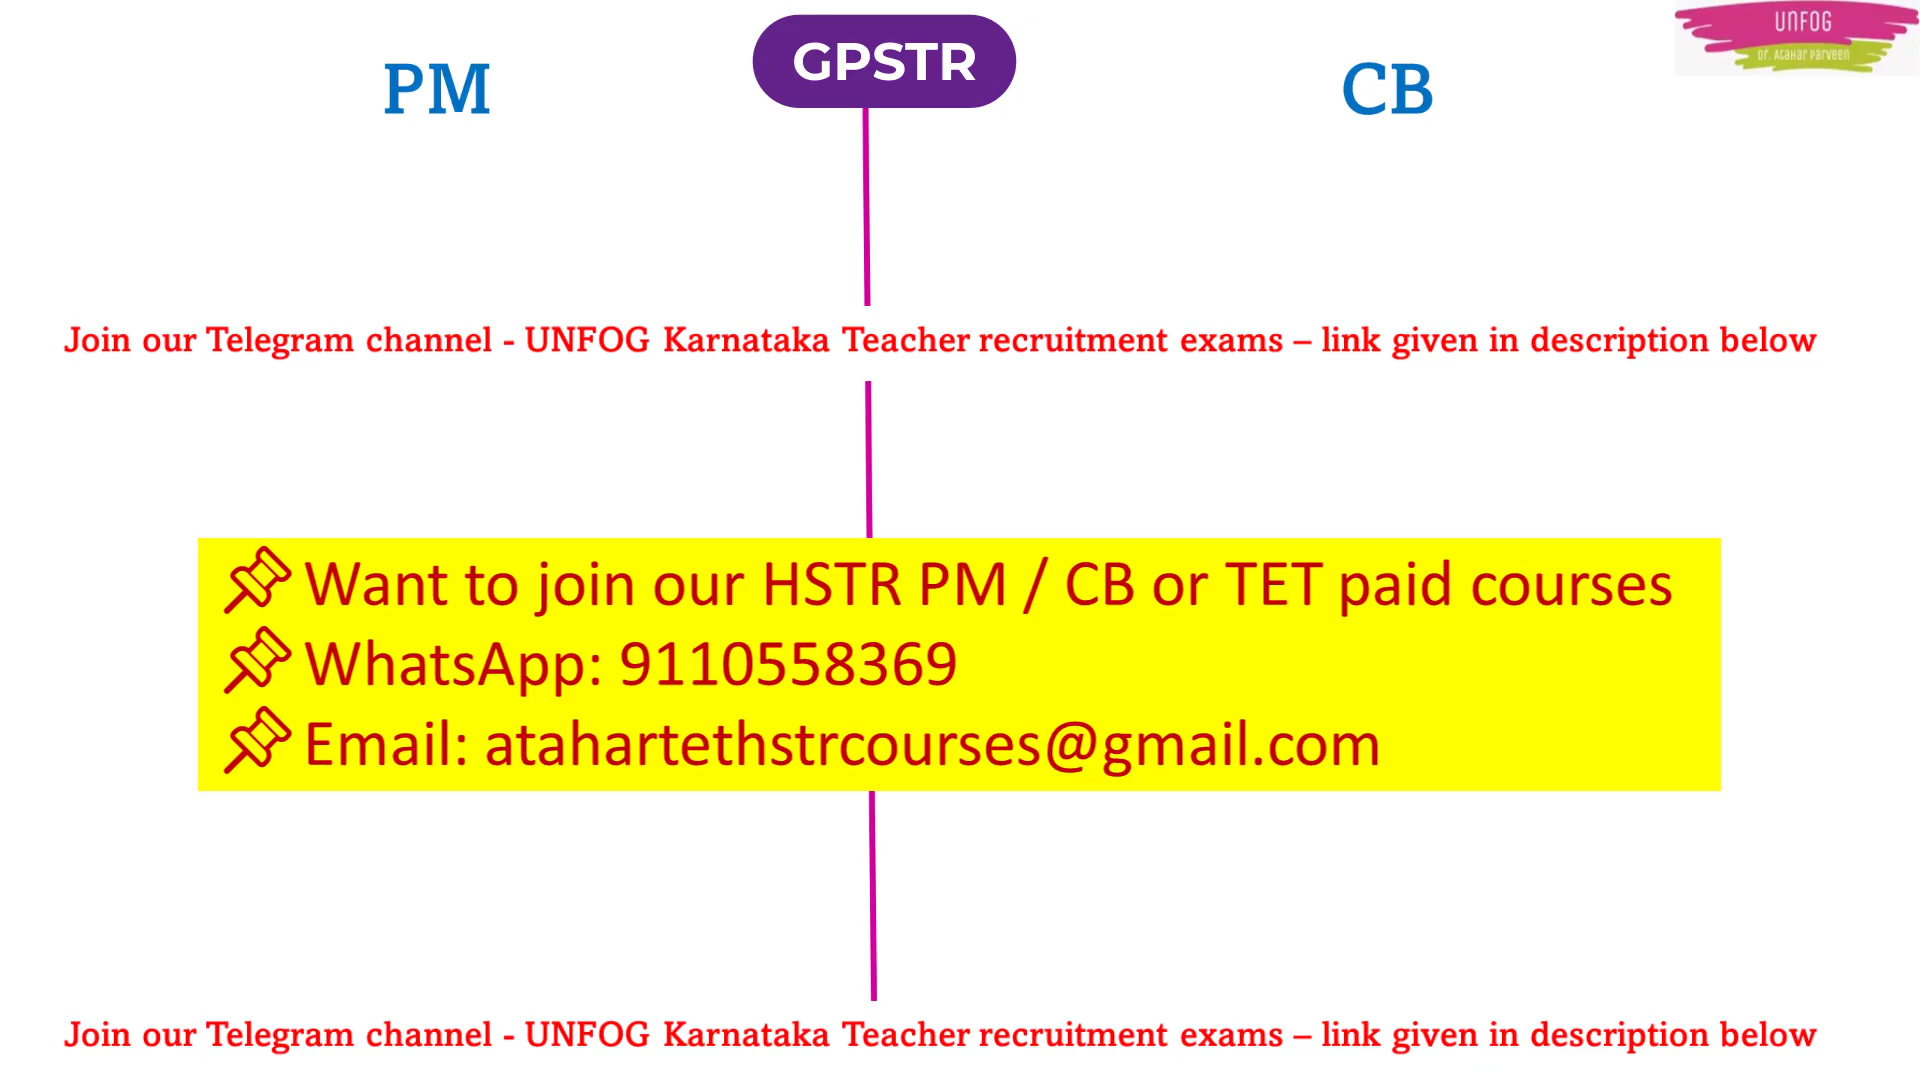 UNFOG
Dr. Atahar Parveen
GPSTR
PM
CB
Join our Telegram channel - UNFOG Karnataka Teacher recruitment exams – link given in description below
Want to join our HSTR PM / CB or TET paid courses
WhatsApp: 9110558369
Email: atahartethstrcourses@gmail.com
Join our Telegram channel - UNFOG Karnataka Teacher recruitment exams – link given in description below